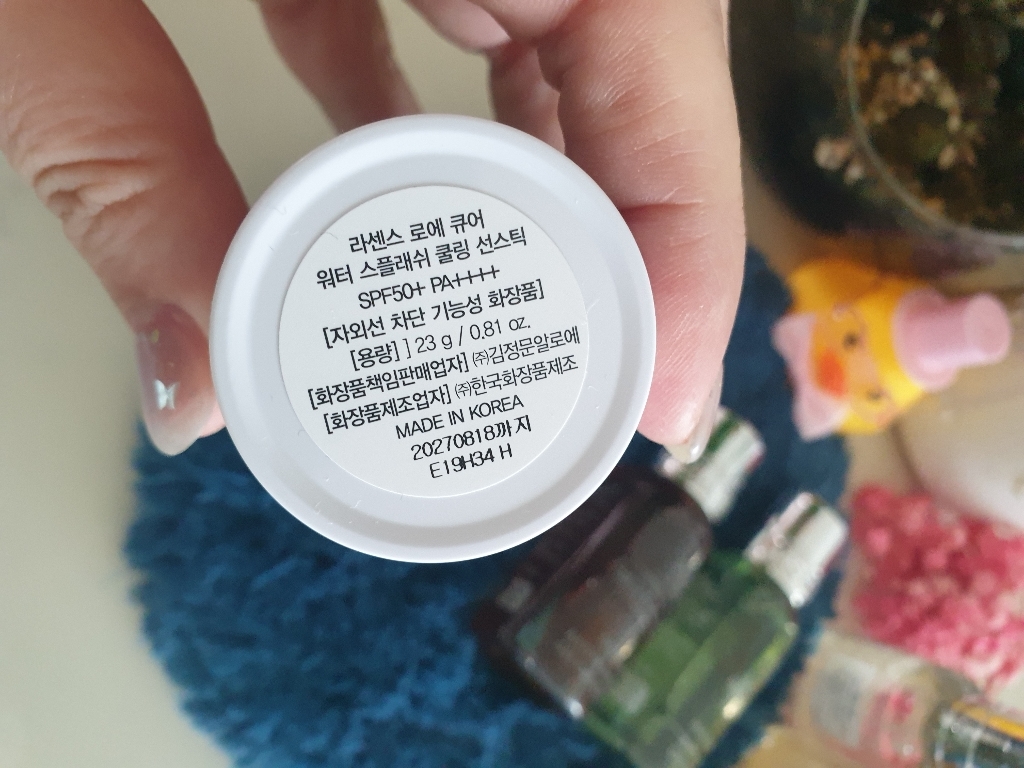 라센스 로에 큐어
워터 스플래쉬 쿨링 선스틱
SPF50+ PA++++
[자외선 차단 기능성 화장품]
[용량] ] 23 g / 0.81 oz.
[화장품책임판매업자] ㈜김정문알로에
[화장품제조업자] ㈜한국화장품제조
MADE IN KOREA
20270818까지
E19H34 H